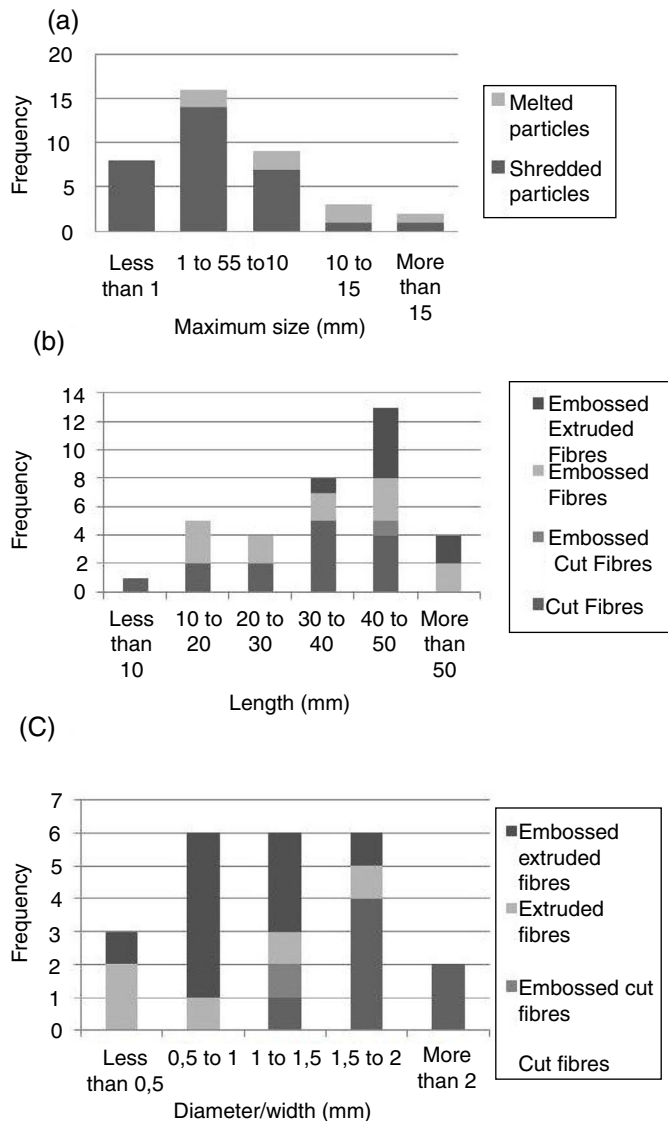 (a)
20
15
10
5
0
Frequency
Less than 1
1 to 55 to10
10 to 15
More than 15
Maximum size (mm)
Melted
particles
Shredded
particles
(b)
14
12
10
8
6
4
2
0
Frequency
Less than 10
10 to 20
20 to 30
30 to 40
40 to 50
More than 50
Length (mm)
Embossed
Extruded
Fibres
Embossed
Fibres
Embossed
Cut Fibres
Cut Fibres
(C)
7
6
5
4
3
2
1
0
Frequency
Less than 0,5
0,5 to 1
1 to 1,5
1,5 to 2
More than 2
Diameter/width (mm)
Embossed
extruded
fibres
Extruded
fibres
Embossed cut
fibres
Cut fibres